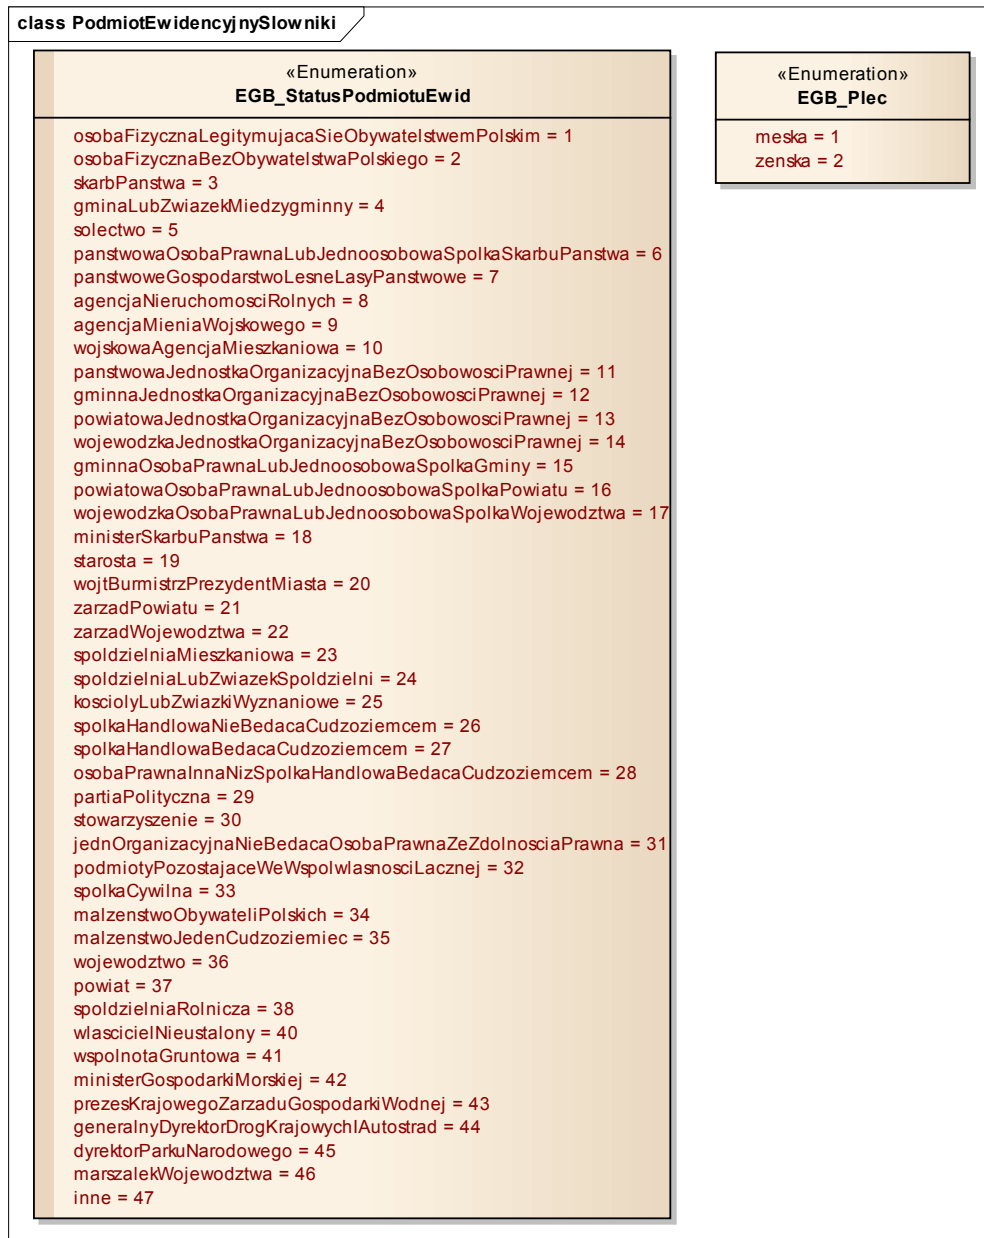 class PodmiotEwidencyjnySlowniki
«Enumeration»
EGB_StatusPodmiotuEwid
osobaFizycznaLegitymujacaSieObywatelstwemPolskim = 1
osobaFizycznaBezObywatelstwaPolskiego = 2
skarbPanstwa = 3
gminaLubZwiazekMiedzygminny = 4
solectwo = 5
panstwowaOsobaPrawnaLubJednoosobowaSpolkaSkarbuPanstwa = 6
panstwoweGospodarstwoLesneLasyPanstwowe = 7
agencjaNieruchomosciRolnych = 8
agencjaMieniaWojskowego = 9
wojskowaAgencjaMieszkaniowa = 10
panstwowaJednostkaOrganizacyjnaBezOsobowosciPrawnej = 11
gminnaJednostkaOrganizacyjnaBezOsobowosciPrawnej = 12
powiatowaJednostkaOrganizacyjnaBezOsobowosciPrawnej = 13
wojewodzkaJednostkaOrganizacyjnaBezOsobowosciPrawnej = 14
gminnaOsobaPrawnaLubJednoosobowaSpolkaGminy = 15
powiatowaOsobaPrawnaLubJednoosobowaSpolkaPowiatu = 16
wojewodzkaOsobaPrawnaLubJednoosobowaSpolkaWojewodztwa = 17
ministerSkarbuPanstwa = 18
starosta = 19
wojtBurmistrzPrezydentMiasta = 20
zarzadPowiatu = 21
zarzadWojewodztwa = 22
spoldzielniaMieszkaniowa = 23
spoldzielniaLubZwiazekSpoldzielni = 24
kosciolyLubZwiazkiWyznaniowe = 25
spolkaHandlowaNieBedacaCudzoziemcem = 26
spolkaHandlowaBedacaCudzoziemcem = 27
osobaPrawnaInnaNizSpolkaHandlowaBedacaCudzoziemcem = 28
partiaPolityczna = 29
stowarzyszenie = 30
jednOrganizacyjnaNieBedacaOsobaPrawnaZeZdolnosciaPrawna = 31
podmiotyPozostajaceWeWspolwlasnosciLacznej = 32
spolkaCywilna = 33
malzenstwoObywateliPolskich = 34
malzenstwoJedenCudzoziemiec = 35
wojewodztwo = 36
powiat = 37
spoldzielniaRolnicza = 38
wlascicielNieustalony = 40
wspolnotaGruntowa = 41
ministerGospodarkiMorskiej = 42
prezesKrajowegoZarzaduGospodarkiWodnej = 43
generalnyDyrektorDrogKrajowychIAutostrad = 44
dyrektorParkuNarodowego = 45
marszalekWojewodztwa = 46
inne = 47
«Enumeration»
EGB_Plec
meska = 1
zenska = 2